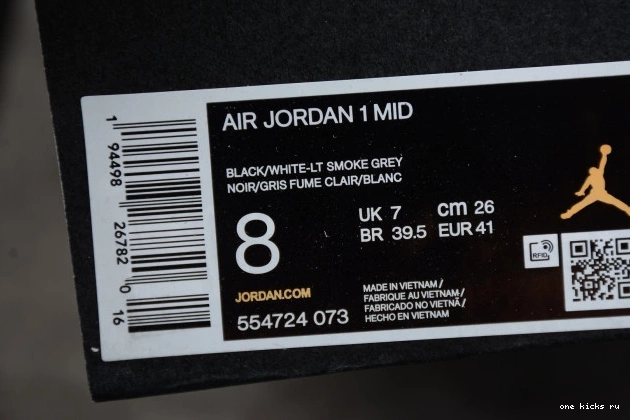 AIR JORDAN 1 MID
BLACK/WHITE-LT SMOKE GREY
NOIR/GRIS FUME CLAIR/BLANC
8
UK 7 cm 26
BR 39.5 EUR 41
RFID
JORDAN.COM
554724 073
MADE IN VIETNAM/
FABRIQUE AU VIETNAM/
FABRICADO NO VIETNÃ/
HECHO EN VIETNAM
1 94498 26782 0 16
one kicks ru